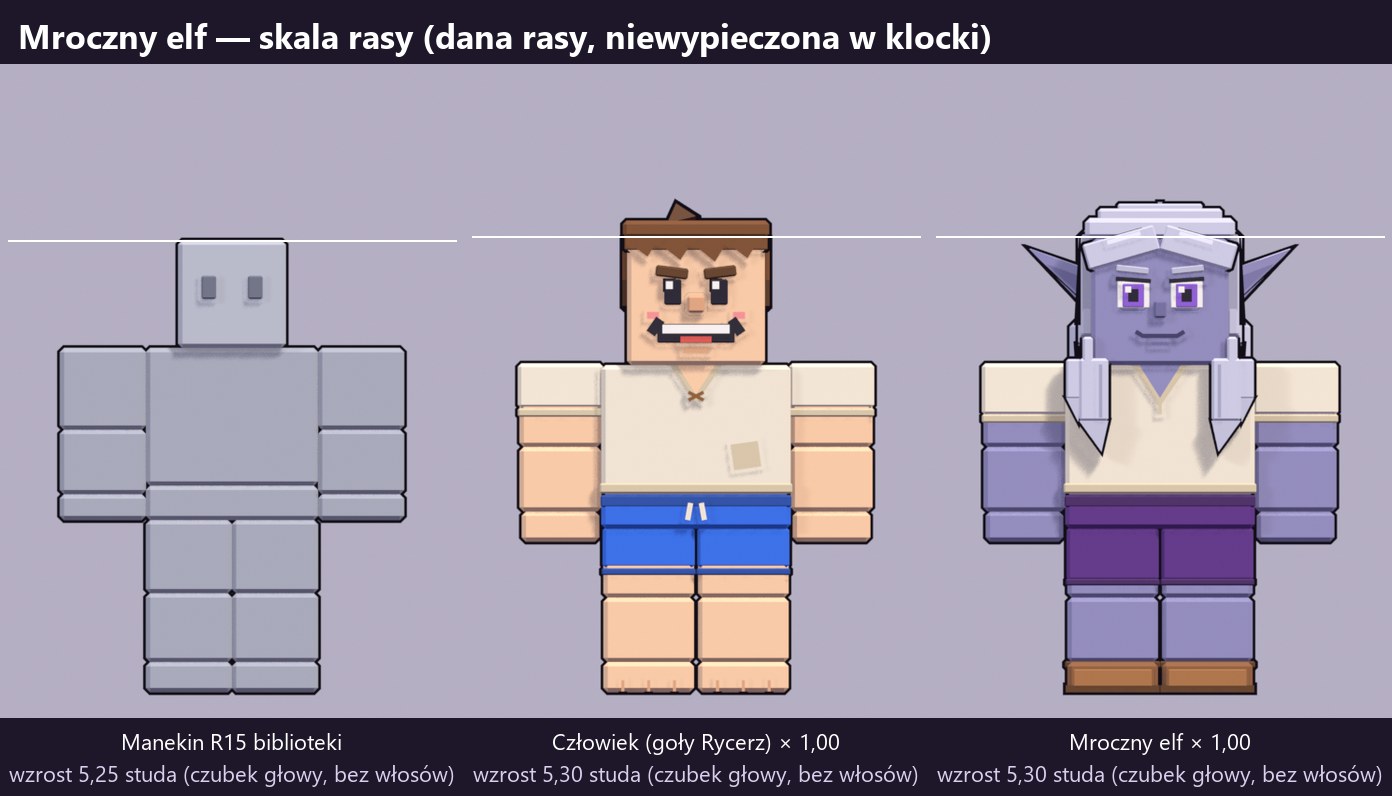 Mroczny elf — skala rasy (dana rasy, niewypieczona w klocki)
Manekin R15 biblioteki
wzrost 5,25 studa (czubek głowy, bez włosów)
Człowiek (goły Rycerz) × 1,00
wzrost 5,30 studa (czubek głowy, bez włosów)
Mroczny elf × 1,00
wzrost 5,30 studa (czubek głowy, bez włosów)